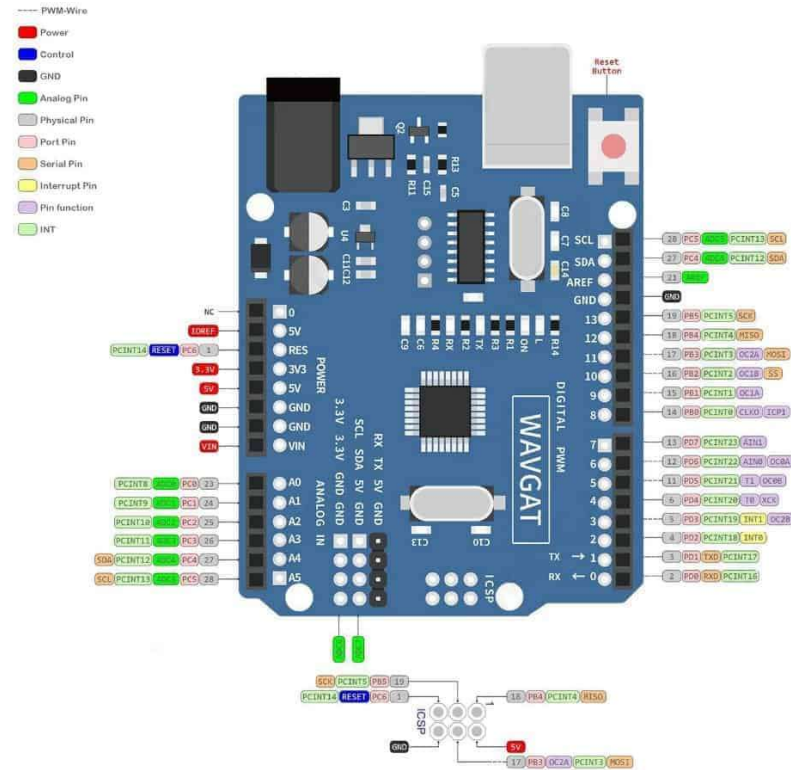 PWM-Wire
Power
Control
GND
Analog Pin
Physical Pin
Port Pin
Serial Pin
Interrupt Pin
Pin function
INT
Reset
Button
Q2
R11
C15
R13
C5
C3
U4
C11
C12
C8
C7
C14
SCL
SDA
AREF
GND
13
12
11
10
9
8
7
6
5
4
3
2
TX → 1
RX ← 0
28 PC5 ADC5 PCINT13 SCL
27 PC4 ADC4 PCINT12 SDA
21 AREF
GND
19 PB5 PCINT5 SCK
18 PB4 PCINT4 MISO
17 PB3 PCINT3 OC2A MOSI
16 PB2 PCINT2 OC1B SS
15 PB1 PCINT1 OC1A
14 PB0 PCINT0 CLKO ICP1
13 PD7 PCINT23 AIN1
12 PD6 PCINT22 AIN0 OC0A
11 PD5 PCINT21 T1 OC0B
6 PD4 PCINT20 T0 XCK
5 PD3 PCINT19 INT1 OC2B
4 PD2 PCINT18 INT0
3 PD1 TXD PCINT17
2 PD0 RXD PCINT16
NC
IOREF
PCINT14 RESET PC6 1
3.3V
5V
GND
GND
VIN
0
5V
RES
3V3
5V
GND
GND
VIN
POWER
C9
C6
R4
RX
R2
TX
R3
R1
ON
L
R14
DIGITAL PWM
WAVGAT
3.3V 3.3V GND GND
SCL SDA 5V GND
RX TX 5V GND
PCINT8 ADC0 PC0 23
PCINT9 ADC1 PC1 24
PCINT10 ADC2 PC2 25
PCINT11 ADC3 PC3 26
SDA PCINT12 ADC4 PC4 27
SCL PCINT13 ADC5 PC5 28
A0
A1
A2
A3
A4
A5
ANALOG IN
C13
C10
ICSP
SCK PCINT5 PB5 19
PCINT14 RESET PC6 1
18 PB4 PCINT4 MISO
1
ICSP
GND
5V
17 PB3 OC2A PCINT3 MOSI